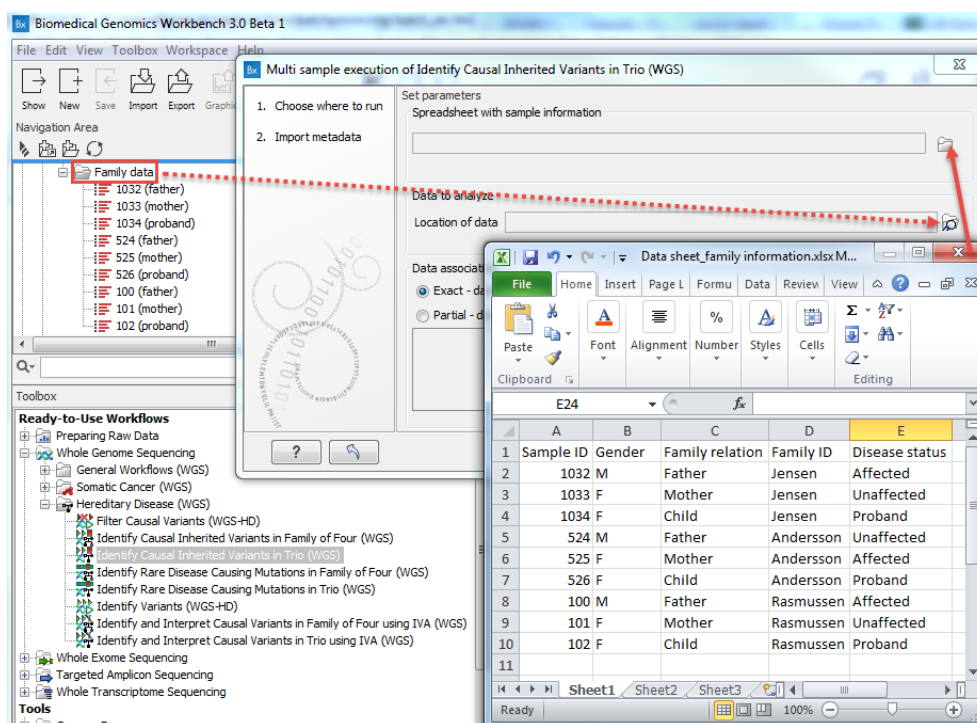 Biomedical Genomics Workbench 3.0 Beta 1
File Edit View Toolbox Workspace Help
Show New Save Import Export Graphi
Navigation Area
Family data
1032 (father)
1033 (mother)
1034 (proband)
524 (father)
525 (mother)
526 (proband)
100 (father)
101 (mother)
102 (proband)
Toolbox
Ready-to-Use Workflows
Preparing Raw Data
Whole Genome Sequencing
General Workflows (WGS)
Somatic Cancer (WGS)
Hereditary Disease (WGS)
Filter Causal Variants (WGS-HD)
Identify Causal Inherited Variants in Family of Four (WGS)
Identify Causal Inherited Variants in Trio (WGS)
Identify Rare Disease Causing Mutations in Family of Four (WGS)
Identify Rare Disease Causing Mutations in Trio (WGS)
Identify Variants (WGS-HD)
Identify and Interpret Causal Variants in Family of Four using IVA (WGS)
Identify and Interpret Causal Variants in Trio using IVA (WGS)
Whole Exome Sequencing
Targeted Amplicon Sequencing
Whole Transcriptome Sequencing
Tools
Bx Multi sample execution of Identify Causal Inherited Variants in Trio (WGS)
1. Choose where to run
2. Import metadata
Set parameters
Spreadsheet with sample information
Data to analyze
Location of data
Data associati
Exact - da
Partial - d
?
Data sheet_family information.xlsx M...
File Home Insert Page L Formu Data Review View
Paste Font Alignment Number Styles Cells
Clipboard Editing
E24 fx
A B C D E
1 Sample ID Gender Family relation Family ID Disease status
2 1032 M Father Jensen Affected
3 1033 F Mother Jensen Unaffected
4 1034 F Child Jensen Proband
5 524 M Father Andersson Unaffected
6 525 F Mother Andersson Affected
7 526 F Child Andersson Proband
8 100 M Father Rasmussen Affected
9 101 F Mother Rasmussen Unaffected
10 102 F Child Rasmussen Proband
11
Sheet1 Sheet2 Sheet3
Ready 100%